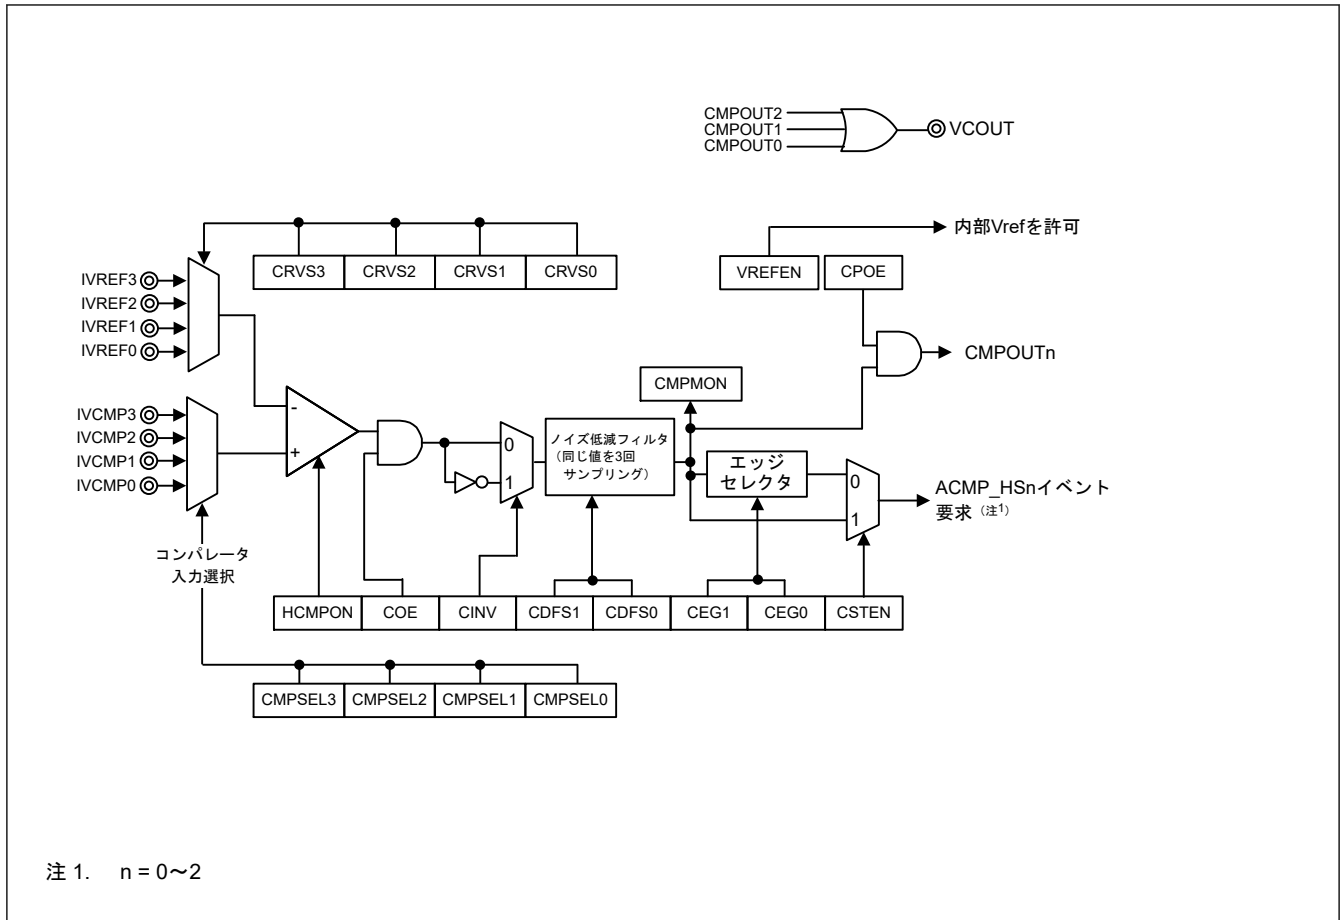 CMPOUT2
CMPOUT1
CMPOUT0
VCOUT
内部Vrefを許可
CRVS3
CRVS2
CRVS1
CRVS0
VREFEN
CPOE
IVREF3
IVREF2
IVREF1
IVREF0
CMPOUTn
CMPMON
IVCMP3
IVCMP2
IVCMP1
IVCMP0
-
+
0
1
ノイズ低減フィルタ
（同じ値を3回
サンプリング）
エッジ
セレクタ
0
1
ACMP_HSnイベント
要求（注1）
コンパレータ
入力選択
HCMPON
COE
CINV
CDFS1
CDFS0
CEG1
CEG0
CSTEN
CMPSEL3
CMPSEL2
CMPSEL1
CMPSEL0
注 1. n = 0～2